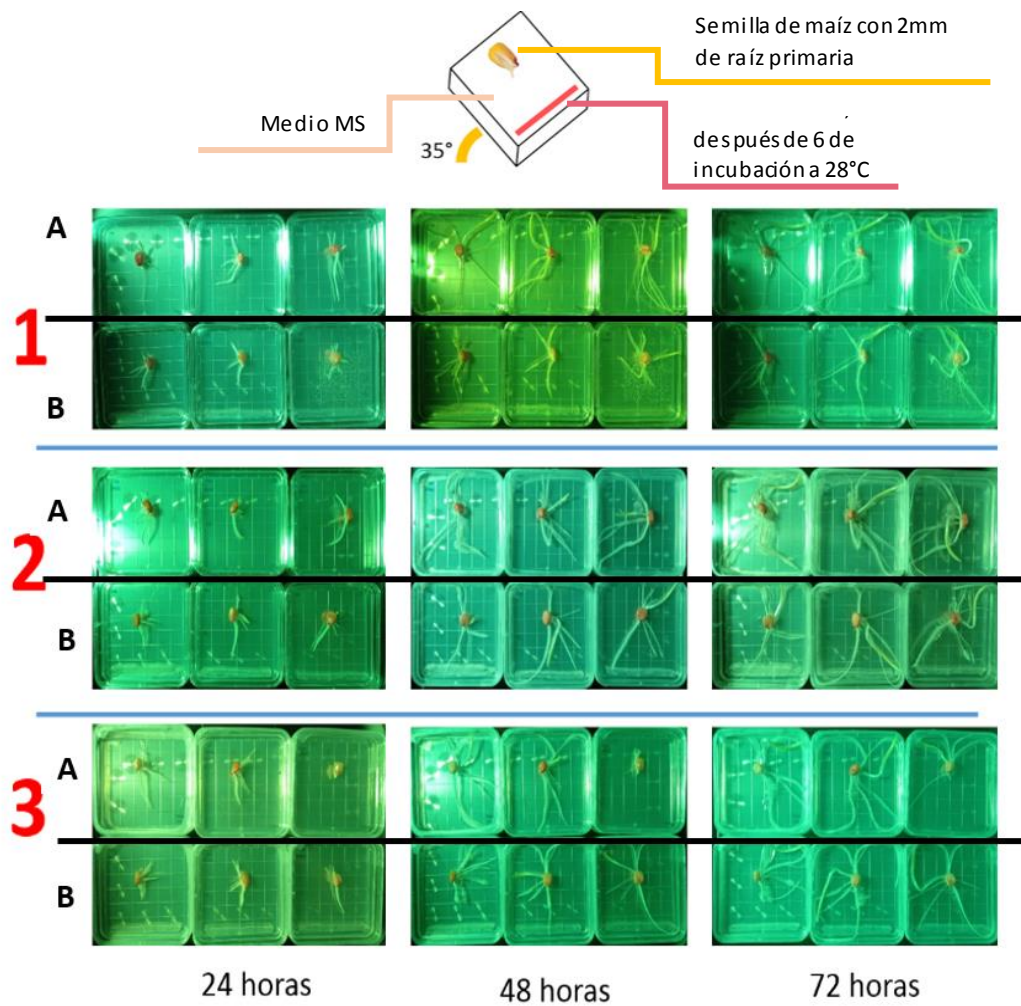 Semilla de maíz con 2mm
de raíz primaria
Medio MS
35°
después de 6 de
incubación a 28°C
A
1
B
A
2
B
A
3
B
24 horas
48 horas
72 horas